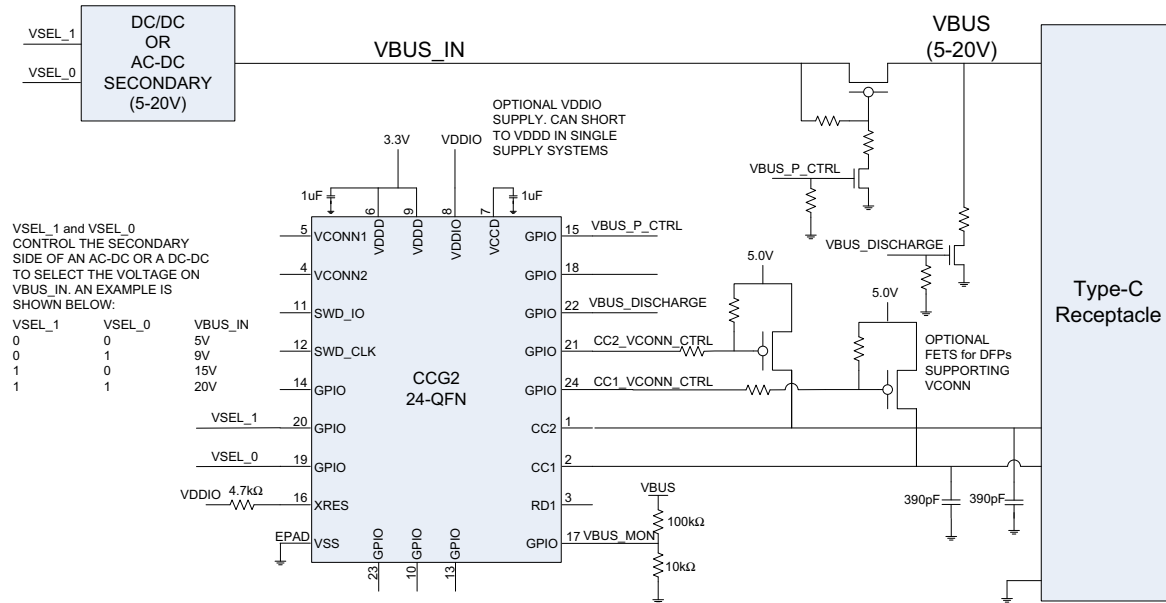 VSEL_1
VSEL_0
DC/DC
OR
AC-DC
SECONDARY
(5-20V)
VBUS_IN
VBUS
(5-20V)
OPTIONAL VDDIO
SUPPLY. CAN SHORT
TO VDDD IN SINGLE
SUPPLY SYSTEMS
3.3V
VDDIO
1uF
1uF
VBUS_P_CTRL
VBUS_DISCHARGE
VSEL_1 and VSEL_0
CONTROL THE SECONDARY
SIDE OF AN AC-DC OR A DC-DC
TO SELECT THE VOLTAGE ON
VBUS_IN. AN EXAMPLE IS
SHOWN BELOW:
VSEL_1 VSEL_0 VBUS_IN
0 0 5V
0 1 9V
1 0 15V
1 1 20V
6 9 8 7
VDDD VDDD VDDIO VCCD
5 VCONN1
4 VCONN2
11 SWD_IO
12 SWD_CLK
14 GPIO
VSEL_1 20 GPIO
VSEL_0 19 GPIO
VDDIO 4.7kΩ 16 XRES
EPAD VSS
CCG2
24-QFN
GPIO GPIO GPIO
23 10 13
GPIO 15 VBUS_P_CTRL
GPIO 18
GPIO 22 VBUS_DISCHARGE
GPIO 21 CC2_VCONN_CTRL
GPIO 24 CC1_VCONN_CTRL
CC2 1
CC1 2
RD1 3
GPIO 17 VBUS_MON
VBUS
100kΩ
10kΩ
5.0V
5.0V
OPTIONAL
FETS for DFPs
SUPPORTING
VCONN
390pF 390pF
Type-C
Receptacle